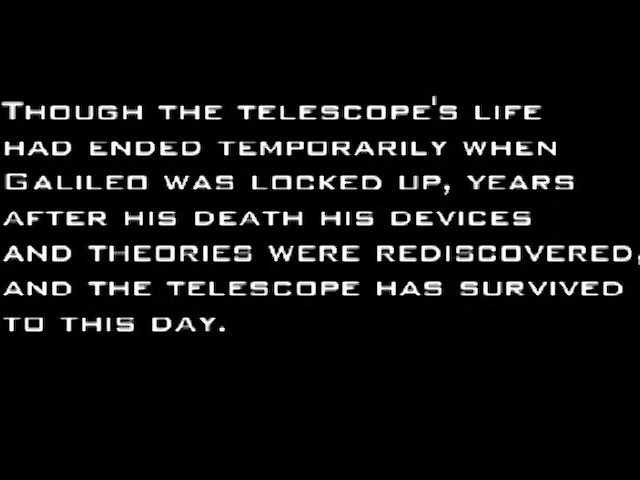 Though the telescope's life
had ended temporarily when
Galileo was locked up, years
after his death his devices
and theories were rediscovered,
and the telescope has survived
to this day.